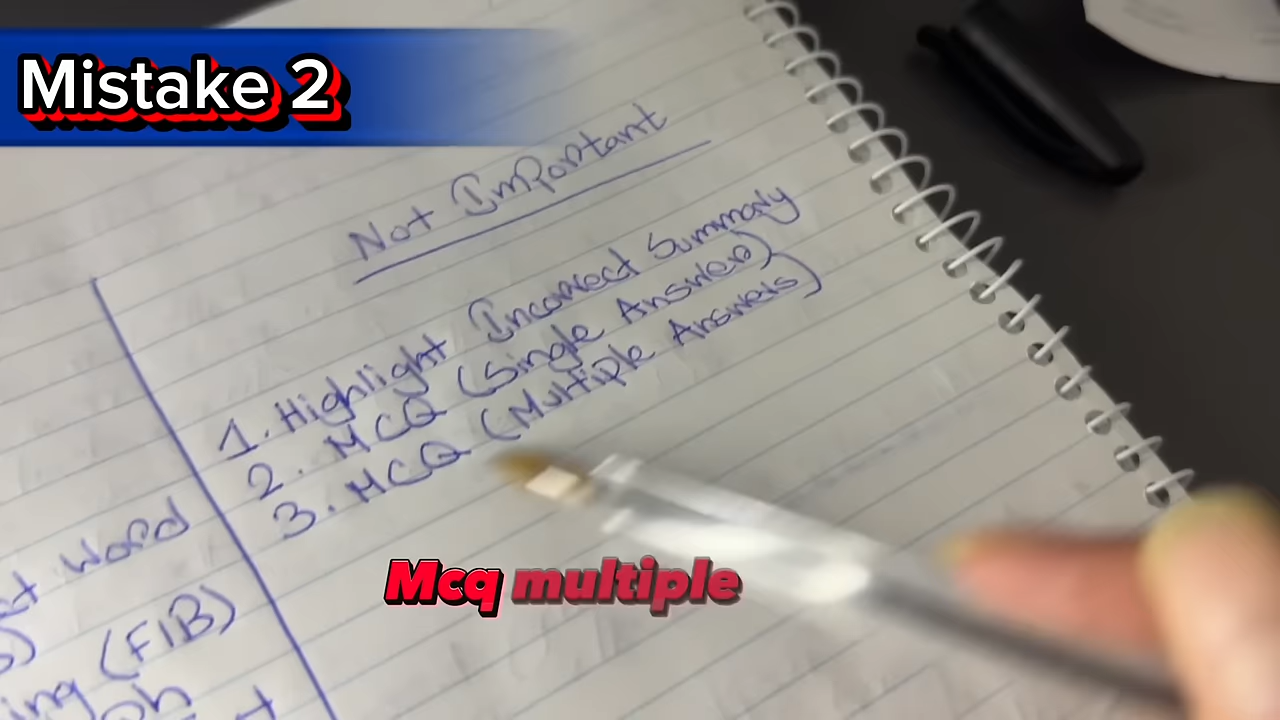 Mistake 2
Not Important
1. Highlight Incorrect Summary
2. MCQ (Single Answer)
3. MCQ (Multiple Answers)
Word
(FIB)
Mcq multiple